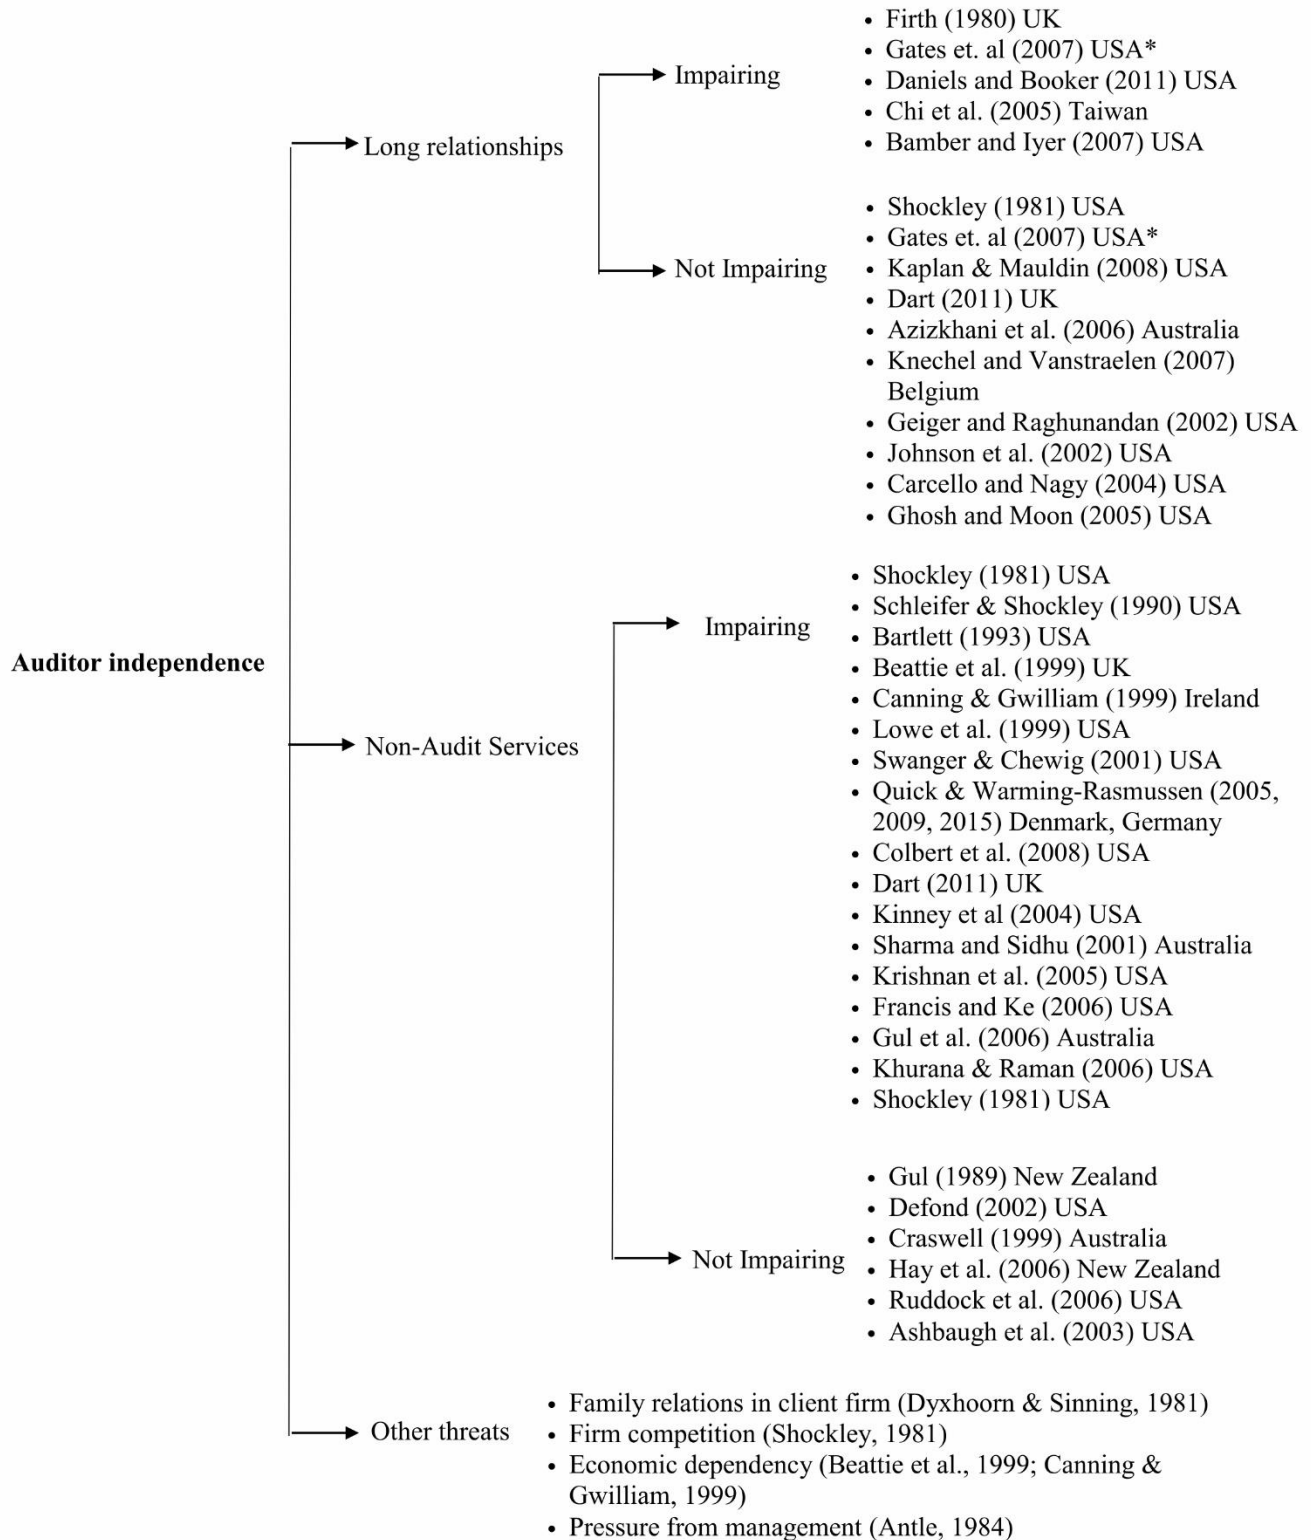 Auditor independence
Long relationships
Impairing
• Firth (1980) UK
• Gates et. al (2007) USA*
• Daniels and Booker (2011) USA
• Chi et al. (2005) Taiwan
• Bamber and Iyer (2007) USA
Not Impairing
• Shockley (1981) USA
• Gates et. al (2007) USA*
• Kaplan & Mauldin (2008) USA
• Dart (2011) UK
• Azizkhani et al. (2006) Australia
• Knechel and Vanstraelen (2007)
Belgium
• Geiger and Raghunandan (2002) USA
• Johnson et al. (2002) USA
• Carcello and Nagy (2004) USA
• Ghosh and Moon (2005) USA
Non-Audit Services
Impairing
• Shockley (1981) USA
• Schleifer & Shockley (1990) USA
• Bartlett (1993) USA
• Beattie et al. (1999) UK
• Canning & Gwilliam (1999) Ireland
• Lowe et al. (1999) USA
• Swanger & Chewig (2001) USA
• Quick & Warming-Rasmussen (2005,
2009, 2015) Denmark, Germany
• Colbert et al. (2008) USA
• Dart (2011) UK
• Kinney et al (2004) USA
• Sharma and Sidhu (2001) Australia
• Krishnan et al. (2005) USA
• Francis and Ke (2006) USA
• Gul et al. (2006) Australia
• Khurana & Raman (2006) USA
• Shockley (1981) USA
Not Impairing
• Gul (1989) New Zealand
• Defond (2002) USA
• Craswell (1999) Australia
• Hay et al. (2006) New Zealand
• Ruddock et al. (2006) USA
• Ashbaugh et al. (2003) USA
Other threats
• Family relations in client firm (Dyxhoorn & Sinning, 1981)
• Firm competition (Shockley, 1981)
• Economic dependency (Beattie et al., 1999; Canning &
Gwilliam, 1999)
• Pressure from management (Antle, 1984)